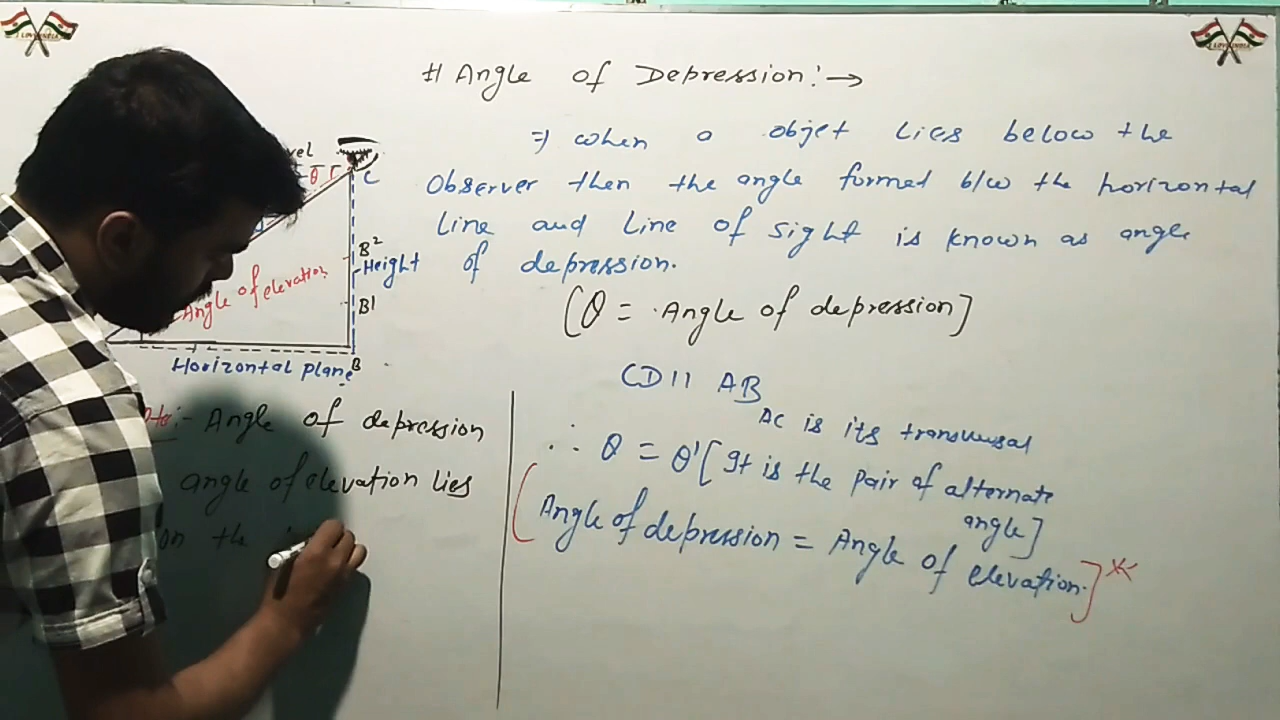 # Angle of Depression:→
⇒ when a objet Lies below the
Observer then the angle formed b/w the horizontal
Line and Line of sight is known as angle
of depression.
[θ = Angle of depression]
CD || AB
AC is its transversal
∴ θ = θ' [It is the pair of alternate
angle]
[Angle of depression = Angle of elevation.]
θ
C
B²
Height
B1
Angle of elevation
Horizontal plane
B
:- Angle of depression
angle of elevation lies
on the